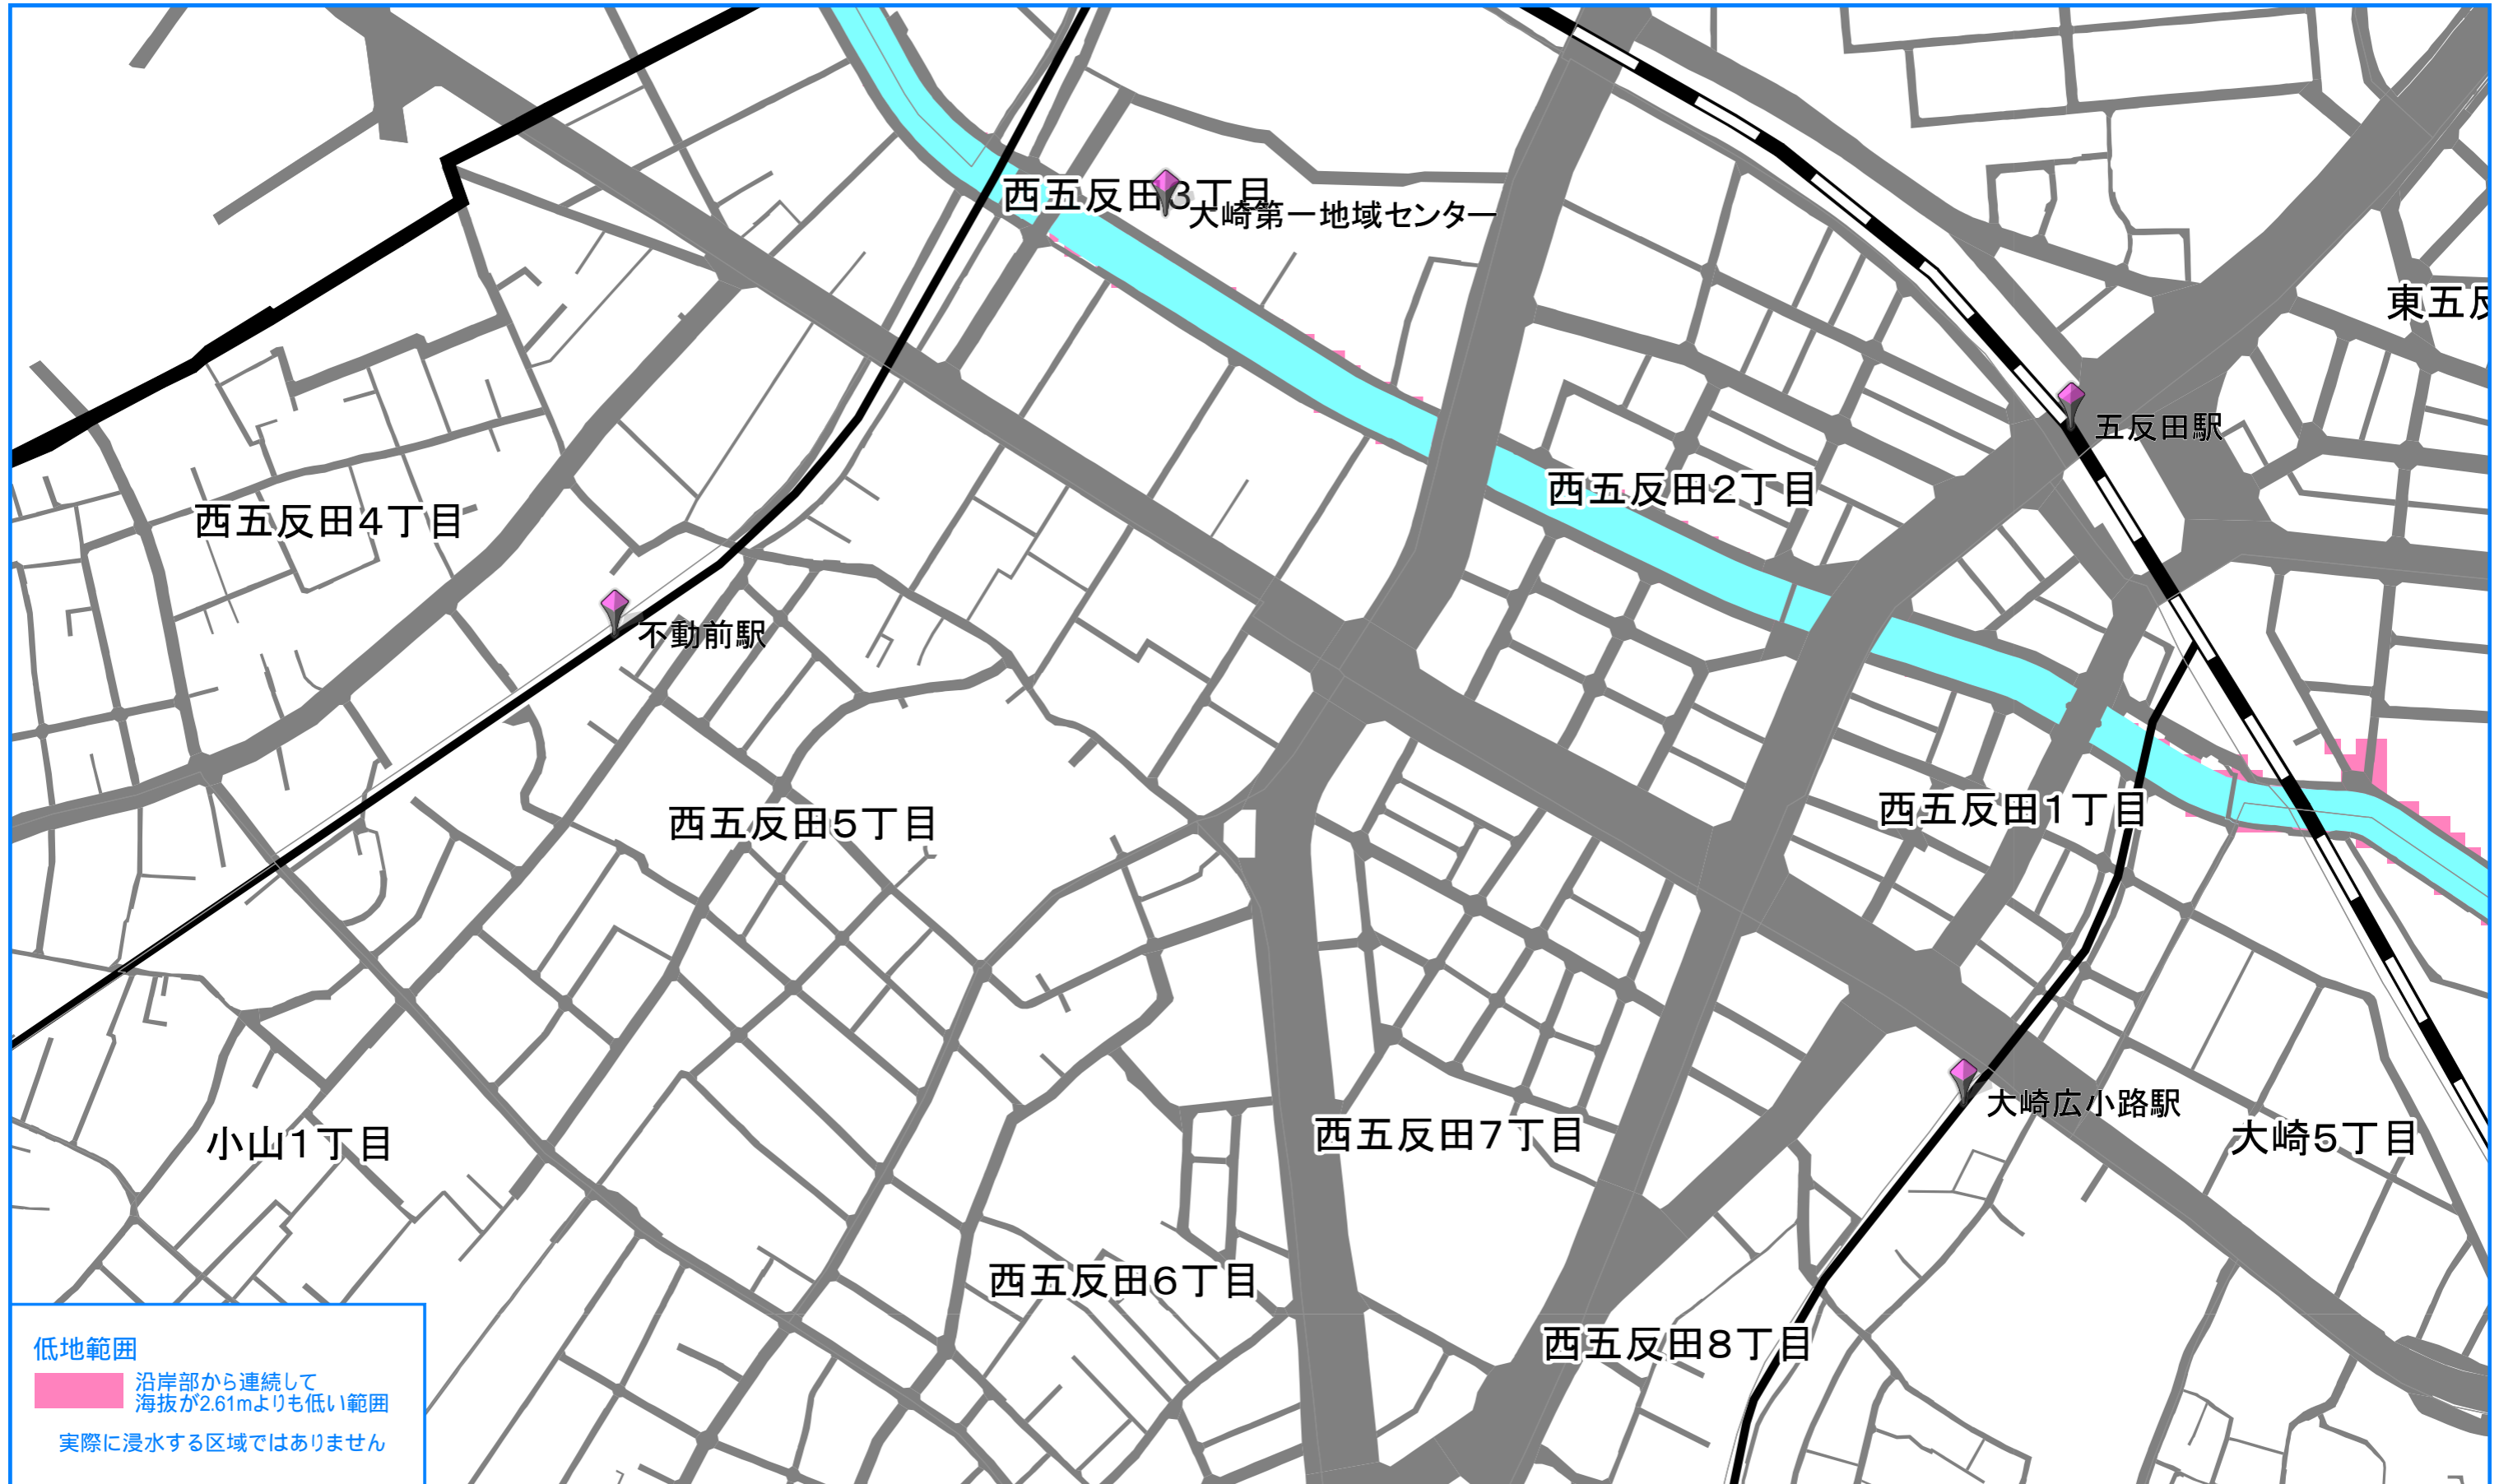 西五反田3丁目
大崎第一地域センター
東五反
五反田駅
西五反田2丁目
西五反田4丁目
不動前駅
西五反田5丁目
西五反田1丁目
大崎広小路駅
西五反田7丁目
大崎5丁目
小山1丁目
西五反田6丁目
西五反田8丁目
低地範囲
沿岸部から連続して
海抜が2.61mよりも低い範囲
実際に浸水する区域ではありません